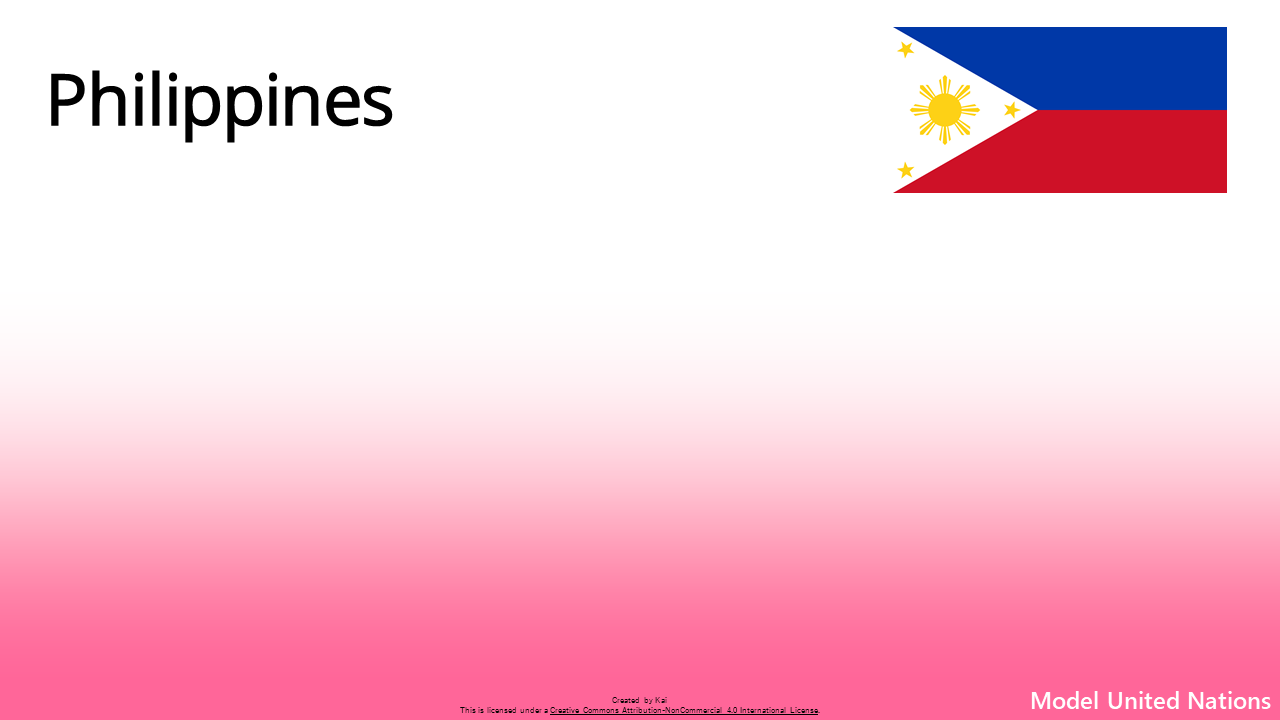 Philippines
Created by Kai
This is licensed under a Creative Commons Attribution-NonCommercial 4.0 International License.
Model United Nations